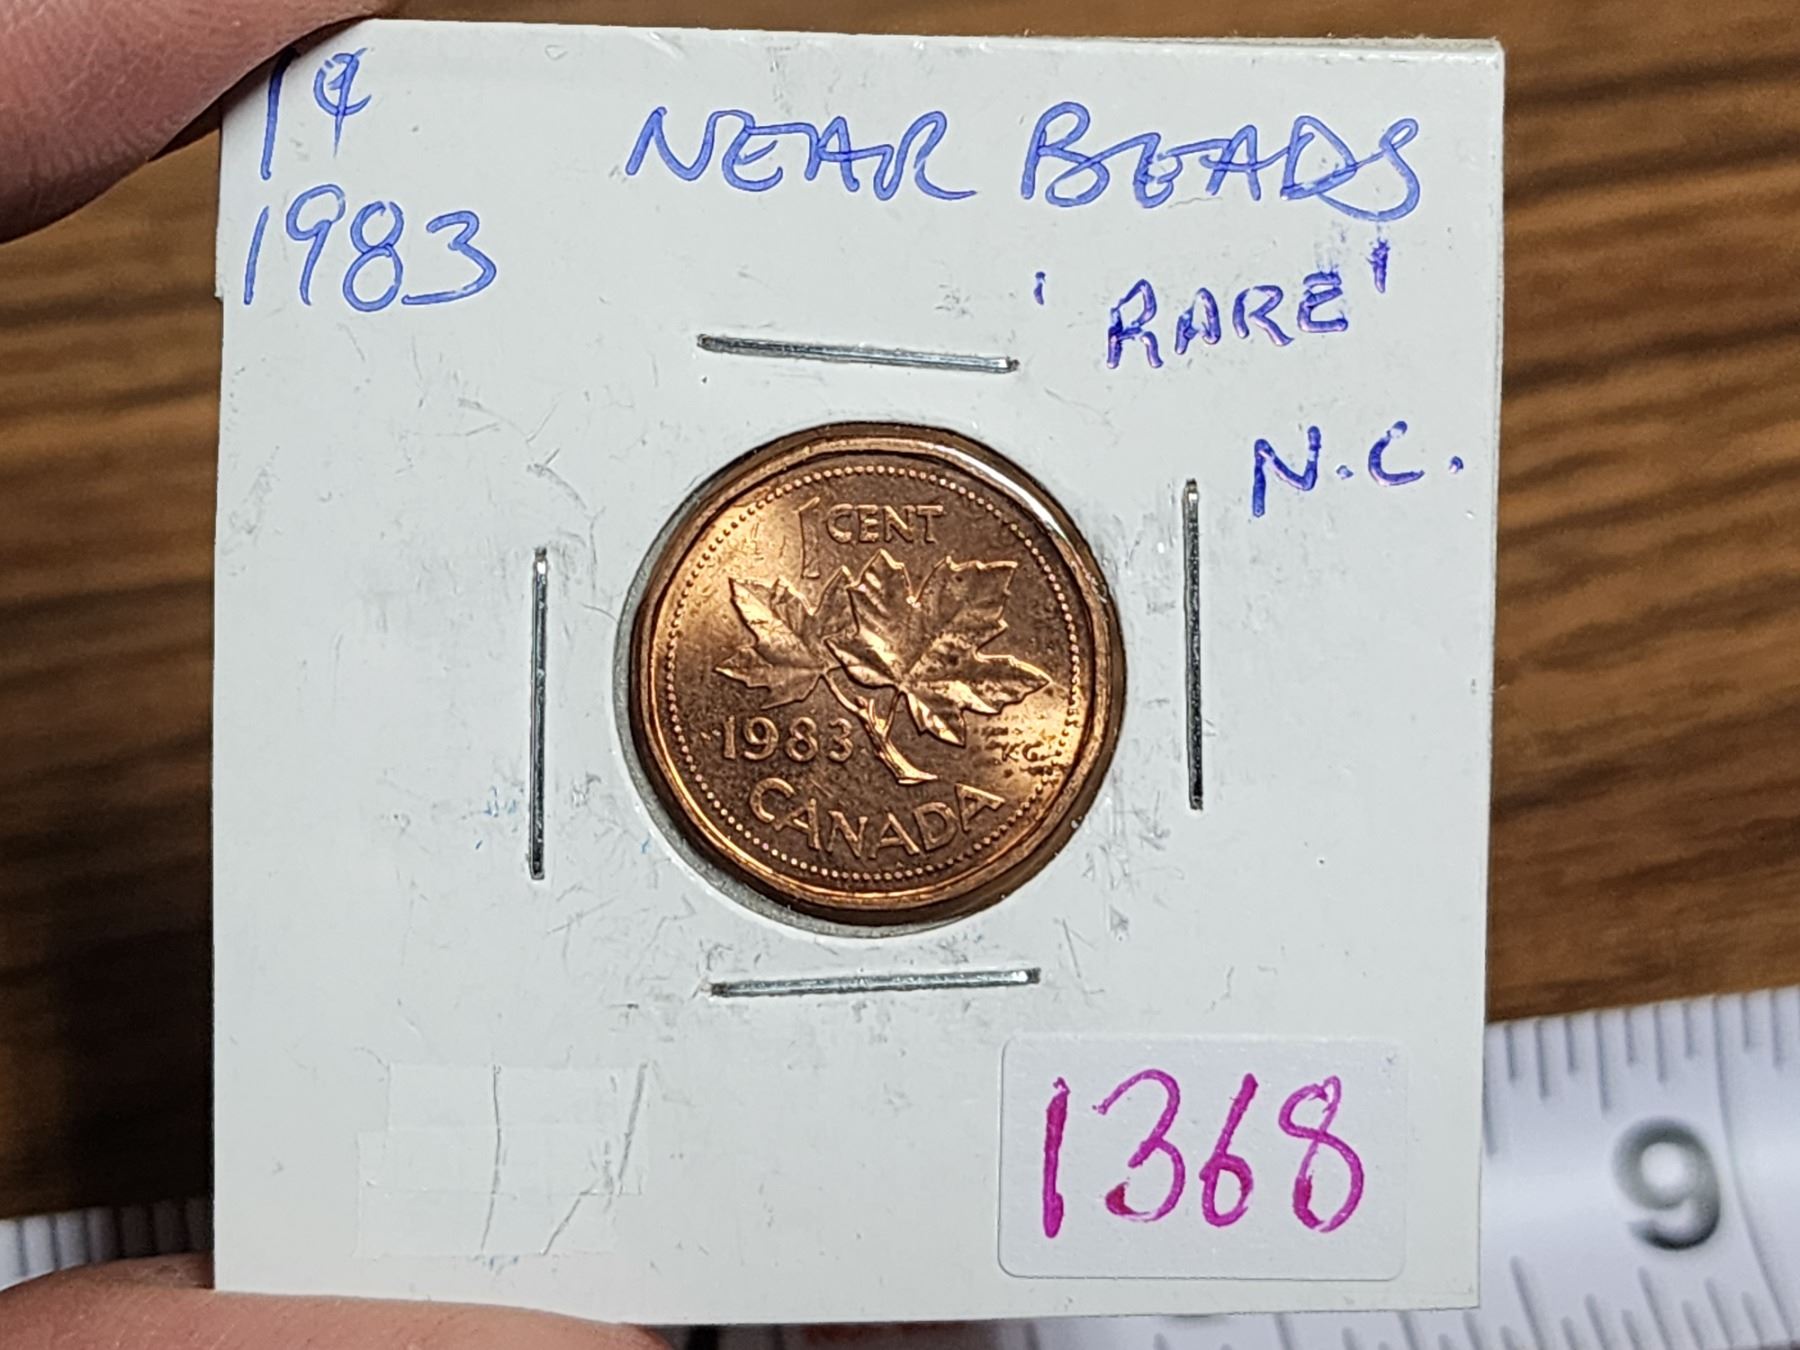 1¢
NEAR BEADS
1983
'RARE'
N.C.
1 CENT
1983
KG
CANADA
1368
9